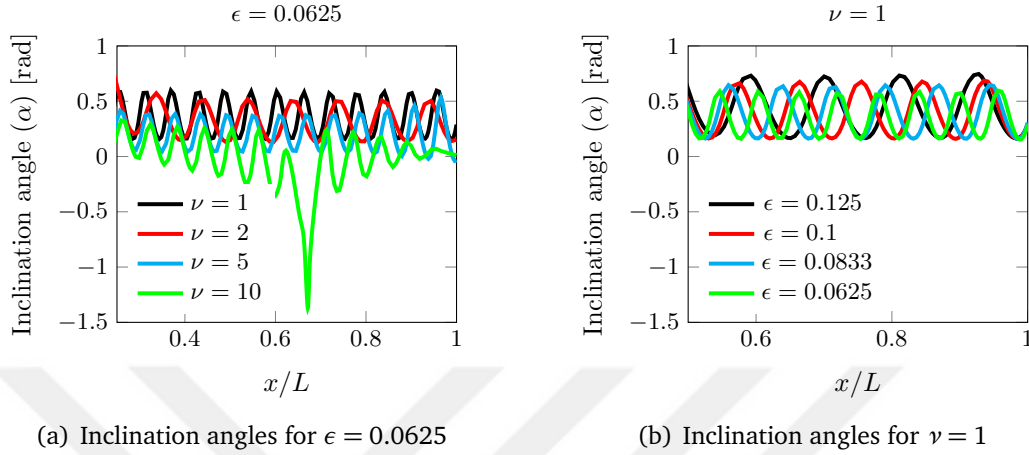 ϵ = 0.0625
Inclination angle (α) [rad]
1
0.5
0
−0.5
−1
−1.5
ν = 1
ν = 2
ν = 5
ν = 10
0.4
0.6
0.8
1
x/L
(a) Inclination angles for ϵ = 0.0625
ν = 1
Inclination angle (α) [rad]
1
0.5
0
−0.5
−1
−1.5
ϵ = 0.125
ϵ = 0.1
ϵ = 0.0833
ϵ = 0.0625
0.6
0.8
1
x/L
(b) Inclination angles for ν = 1